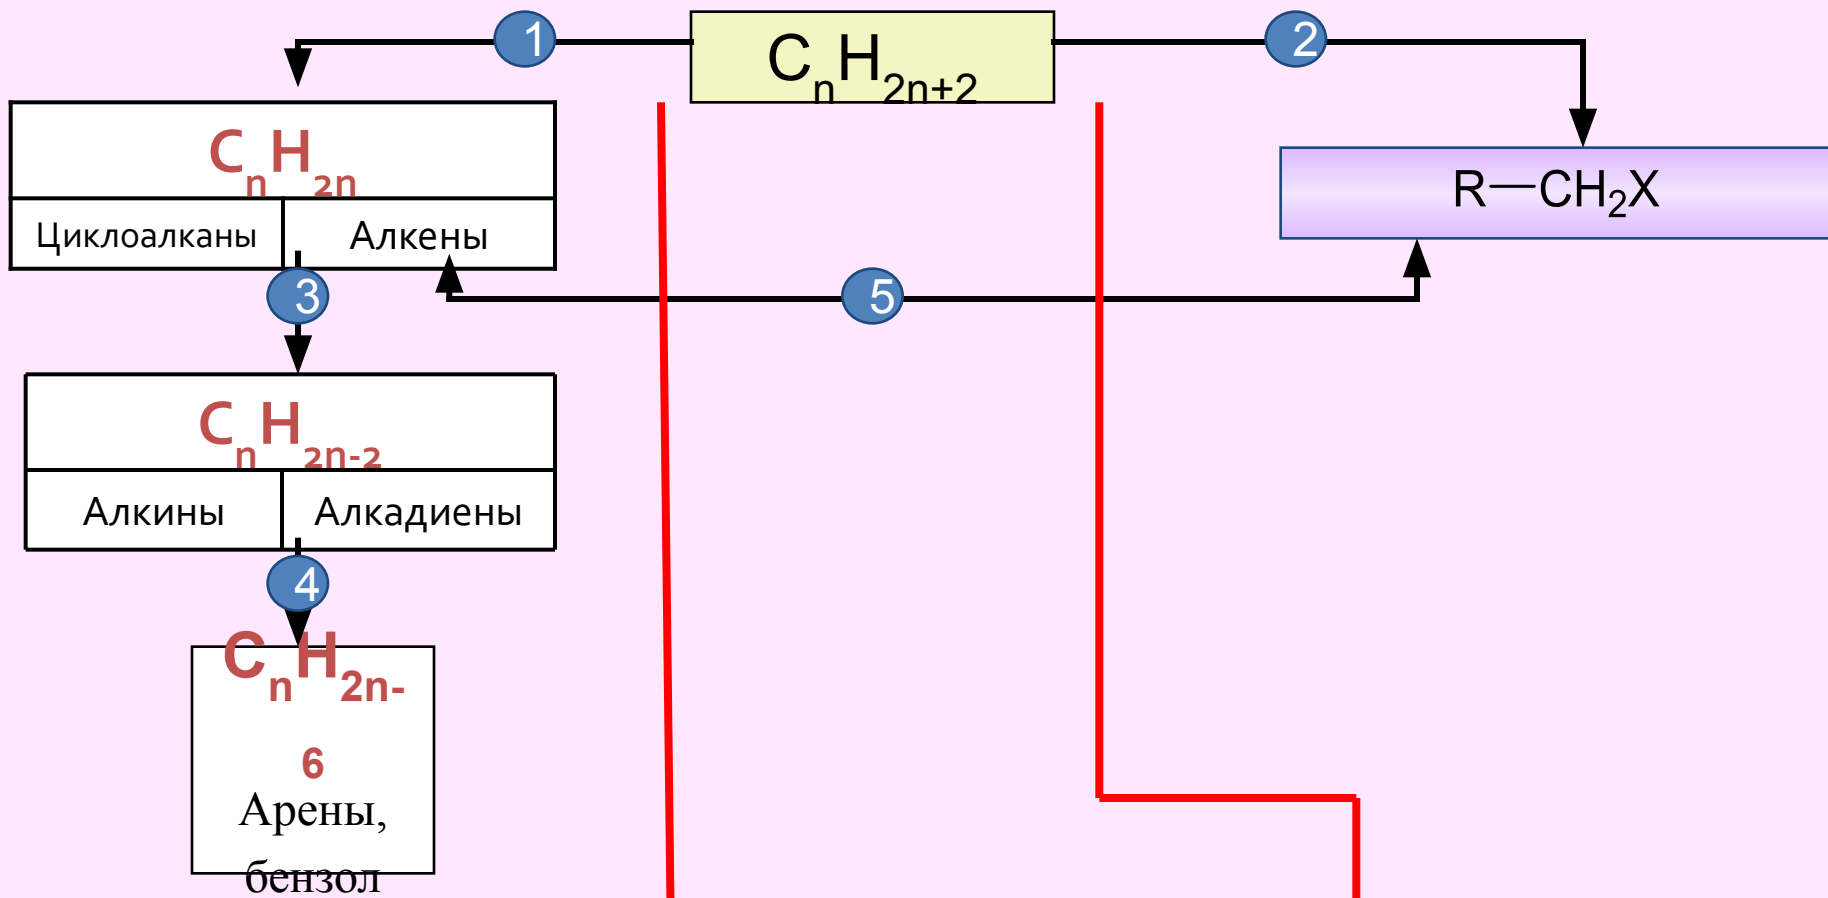 1
CnH2n+2
2
CnH2n
R—CH2X
Циклоалканы
Алкены
3
5
CnH2n-2
Алкины
Алкадиены
4
CnH2n-
6
Арены,
бензол